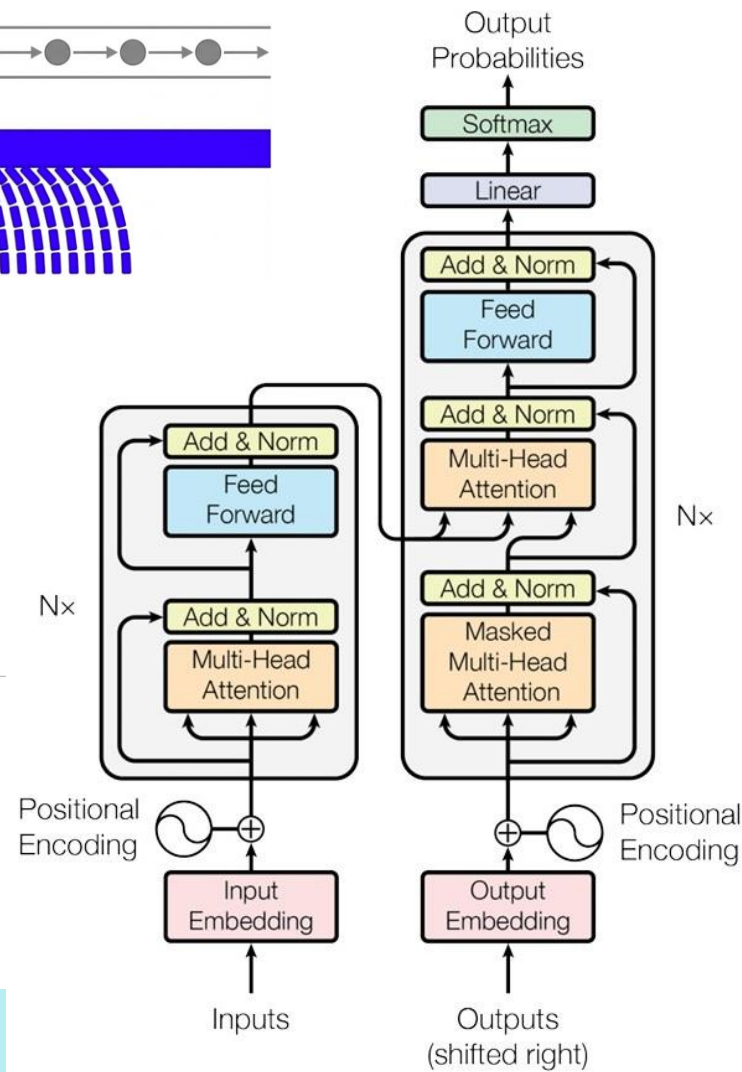 Output
Probabilities
Softmax
Linear
Add & Norm
Feed
Forward
Add & Norm
Multi-Head
Attention
Nx
Add & Norm
Masked
Multi-Head
Attention
Add & Norm
Feed
Forward
Nx
Add & Norm
Multi-Head
Attention
Positional
Encoding
Positional
Encoding
Input
Embedding
Output
Embedding
Inputs
Outputs
(shifted right)